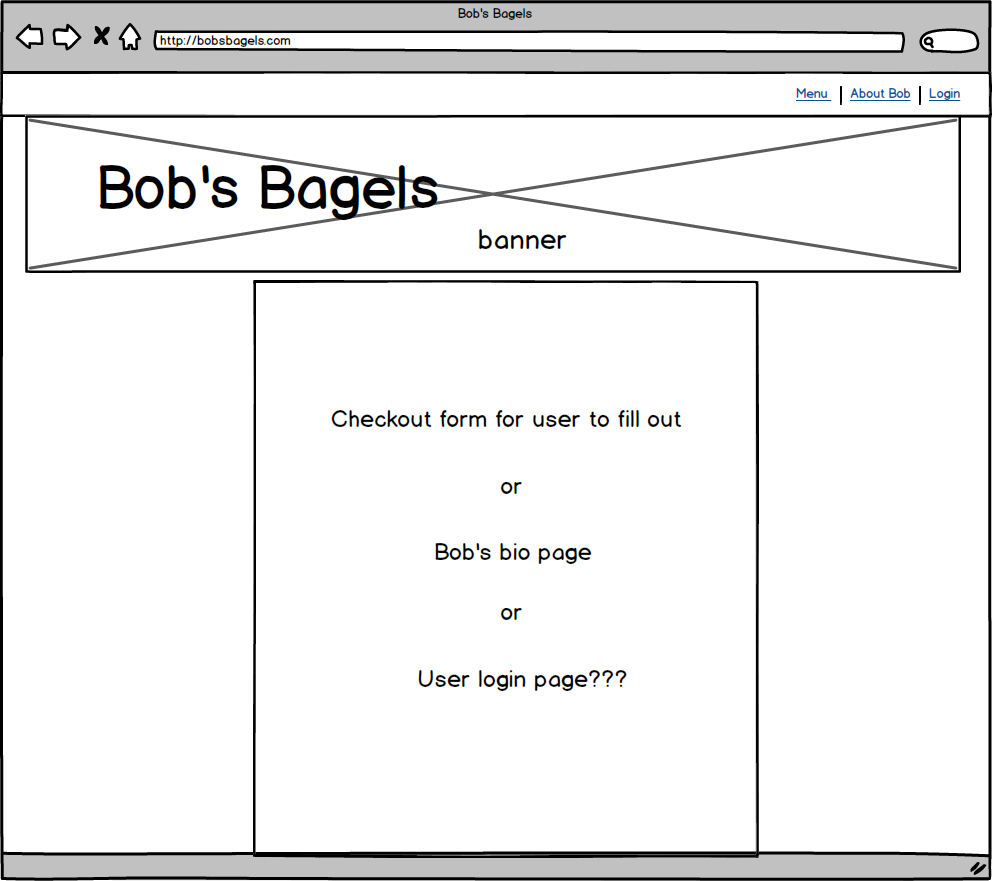 Bob's Bagels
http://bobsbagels.com
Menu | About Bob | Login
Bob's Bagels
banner
Checkout form for user to fill out
or
Bob's bio page
or
User login page???